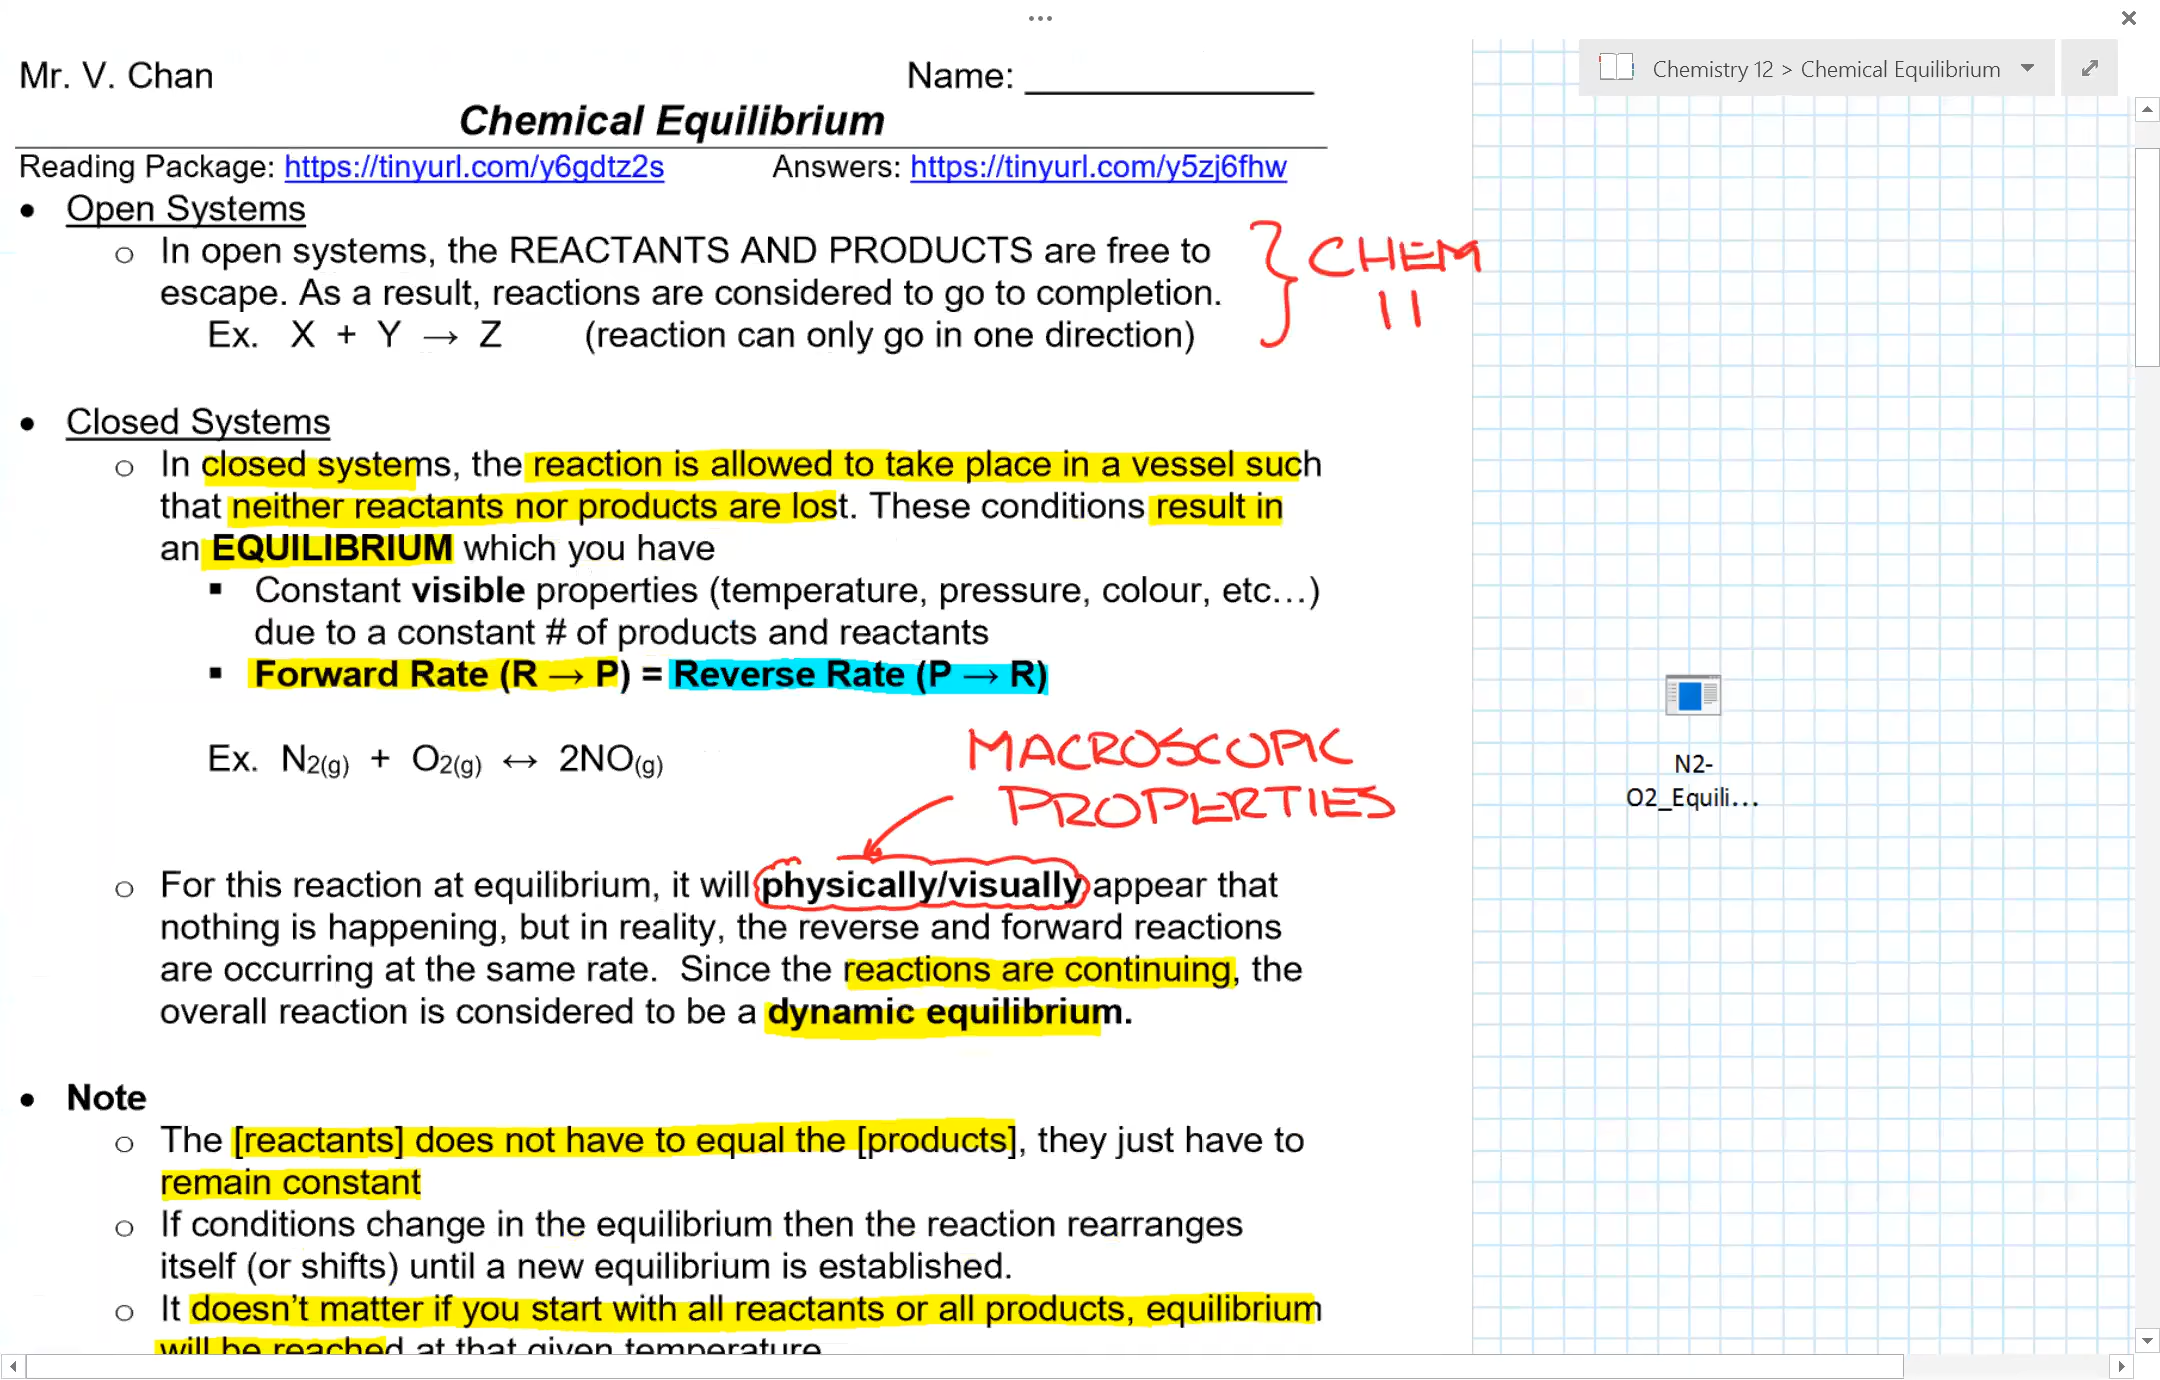 Mr. V. Chan Name: ________________
Chemical Equilibrium
Reading Package: https://tinyurl.com/y6gdtz2s Answers: https://tinyurl.com/y5zj6fhw
• Open Systems
o In open systems, the REACTANTS AND PRODUCTS are free to
escape. As a result, reactions are considered to go to completion.
Ex. X + Y → Z (reaction can only go in one direction)
} CHEM
11
• Closed Systems
o In closed systems, the reaction is allowed to take place in a vessel such
that neither reactants nor products are lost. These conditions result in
an EQUILIBRIUM which you have
▪ Constant visible properties (temperature, pressure, colour, etc…)
due to a constant # of products and reactants
▪ Forward Rate (R → P) = Reverse Rate (P → R)
Ex. N2(g) + O2(g) ↔ 2NO(g)
MACROSCOPIC
PROPERTIES
o For this reaction at equilibrium, it will physically/visually appear that
nothing is happening, but in reality, the reverse and forward reactions
are occurring at the same rate. Since the reactions are continuing, the
overall reaction is considered to be a dynamic equilibrium.
• Note
o The [reactants] does not have to equal the [products], they just have to
remain constant
o If conditions change in the equilibrium then the reaction rearranges
itself (or shifts) until a new equilibrium is established.
o It doesn't matter if you start with all reactants or all products, equilibrium
will be reached at that given temperature
Chemistry 12 > Chemical Equilibrium
N2-
O2_Equili...